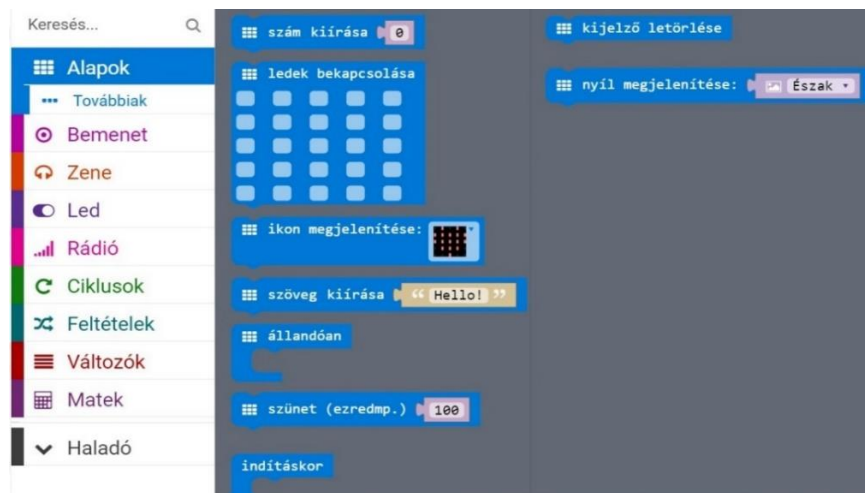 Keresés...
Alapok
Továbbiak
Bemenet
Zene
Led
Rádió
Ciklusok
Feltételek
Változók
Matek
Haladó
szám kiírása 0
ledek bekapcsolása
ikon megjelenítése:
szöveg kiírása “ Hello! ”
állandóan
szünet (ezredmp.) 100
indításkor
kijelző letörlése
nyíl megjelenítése: Észak